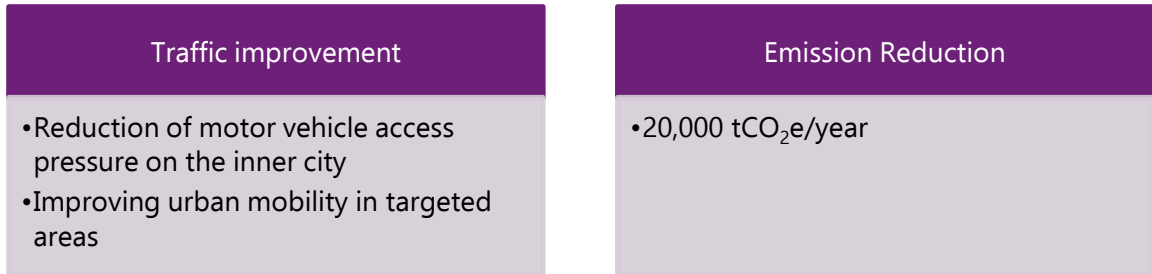 Traffic improvement
•Reduction of motor vehicle access
pressure on the inner city
•Improving urban mobility in targeted
areas
Emission Reduction
•20,000 tCO₂e/year